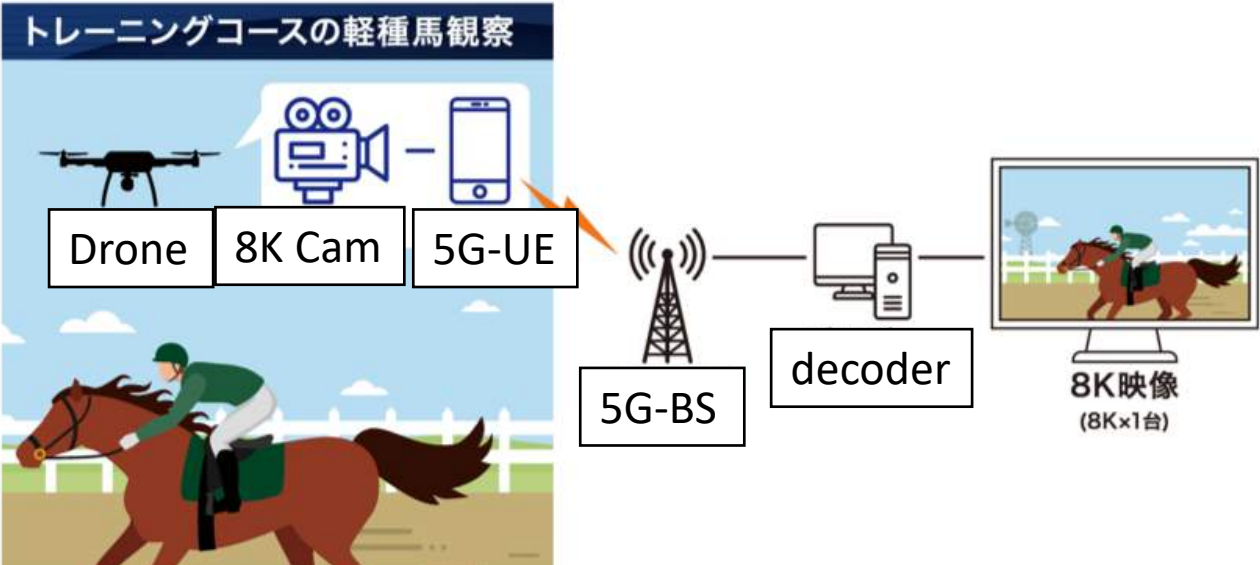 トレーニングコースの軽種馬観察
Drone
8K Cam
5G-UE
5G-BS
decoder
8K映像
(8K×1台)